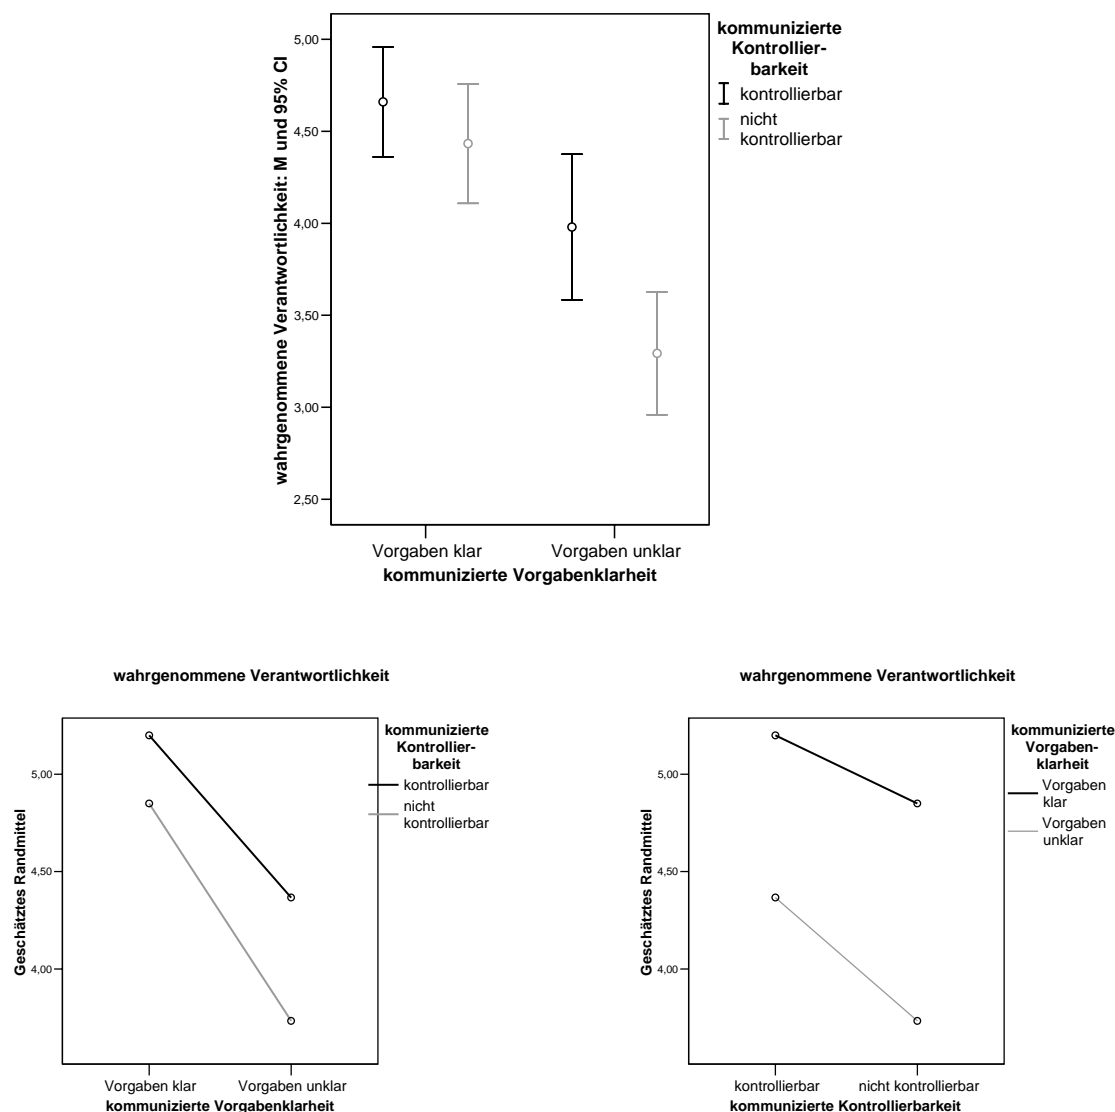 wahrgenommene Verantwortlichkeit: M und 95% CI
5,00
4,50
4,00
3,50
3,00
2,50
Vorgaben klar
Vorgaben unklar
kommunizierte Vorgabenklarheit
kommunizierte
Kontrollier-
barkeit
kontrollierbar
nicht
kontrollierbar
wahrgenommene Verantwortlichkeit
Geschätztes Randmittel
5,00
4,50
4,00
Vorgaben klar
Vorgaben unklar
kommunizierte Vorgabenklarheit
kommunizierte
Kontrollier-
barkeit
kontrollierbar
nicht
kontrollierbar
wahrgenommene Verantwortlichkeit
Geschätztes Randmittel
5,00
4,50
4,00
kontrollierbar
nicht kontrollierbar
kommunizierte Kontrollierbarkeit
kommunizierte
Vorgaben-
klarheit
Vorgaben
klar
Vorgaben
unklar